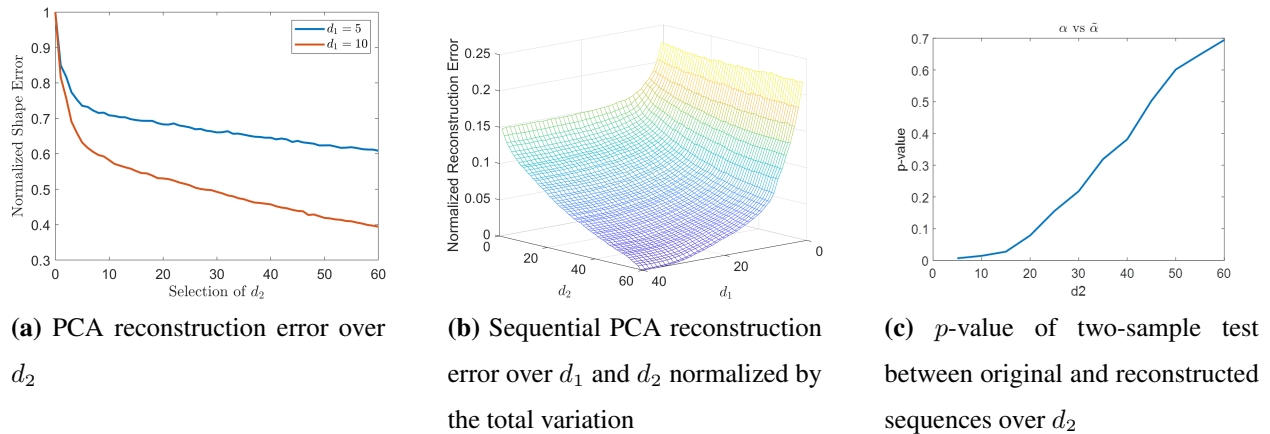 1
0.9
0.8
0.7
0.6
0.5
0.4
0.3
Normalized Shape Error
d₁ = 5
d₁ = 10
0 10 20 30 40 50 60
Selection of d₂
(a) PCA reconstruction error over
d₂
0.25
0.2
0.15
0.1
0.05
0
Normalized Reconstruction Error
0 20 40 60
d₂
40 20 0
d₁
(b) Sequential PCA reconstruction
error over d₁ and d₂ normalized by
the total variation
α vs α̃
0.7
0.6
0.5
0.4
0.3
0.2
0.1
0
p-value
0 10 20 30 40 50 60
d2
(c) p-value of two-sample test
between original and reconstructed
sequences over d₂